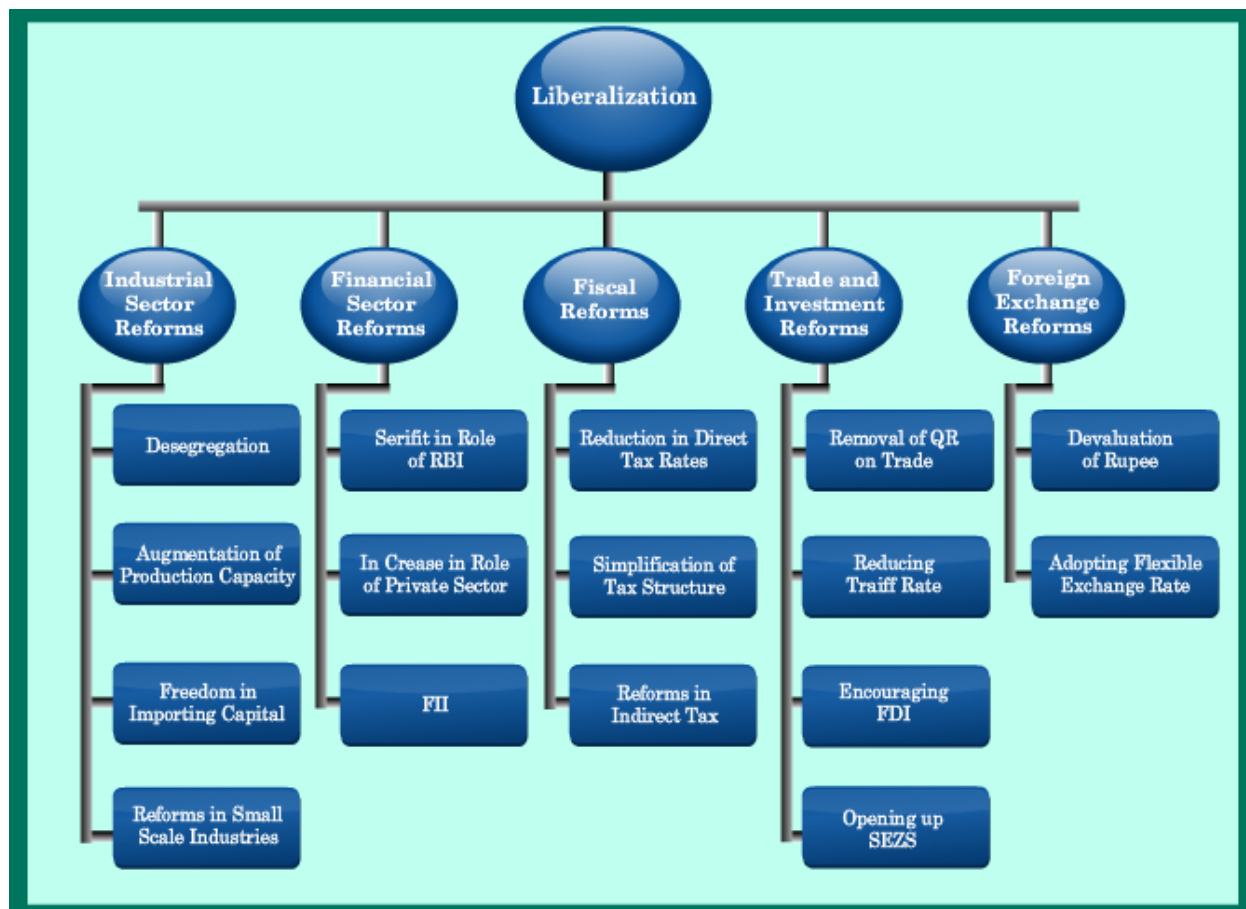 Liberalization
Industrial
Sector
Reforms
Financial
Sector
Reforms
Fiscal
Reforms
Trade and
Investment
Reforms
Foreign
Exchange
Reforms
Desegregation
Augmentation of
Production Capacity
Freedom in
Importing Capital
Reforms in Small
Scale Industries
Serifit in Role
of RBI
In Crease in Role
of Private Sector
FII
Reduction in Direct
Tax Rates
Simplification of
Tax Structure
Reforms in
Indirect Tax
Removal of QR
on Trade
Reducing
Traiff Rate
Encouraging
FDI
Opening up
SEZS
Devaluation
of Rupee
Adopting Flexible
Exchange Rate